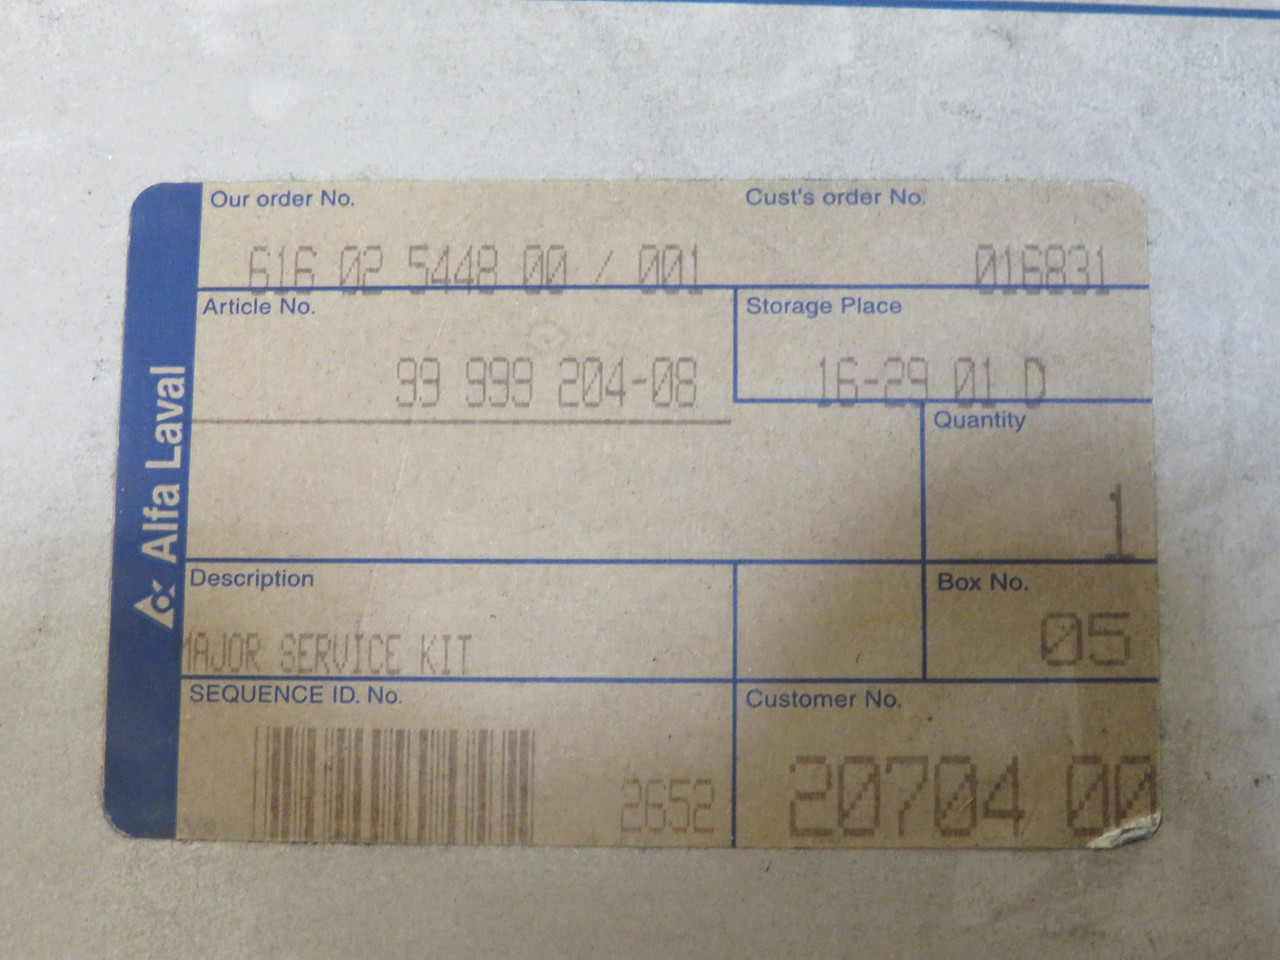 Alfa Laval
Our order No.
616 02 5448 00 / 001
Cust's order No.
016831
Article No.
99 999 204-08
Storage Place
16-29 01 D
Quantity
1
Description
MAJOR SERVICE KIT
Box No.
05
SEQUENCE ID. No.
2652
Customer No.
20704 00